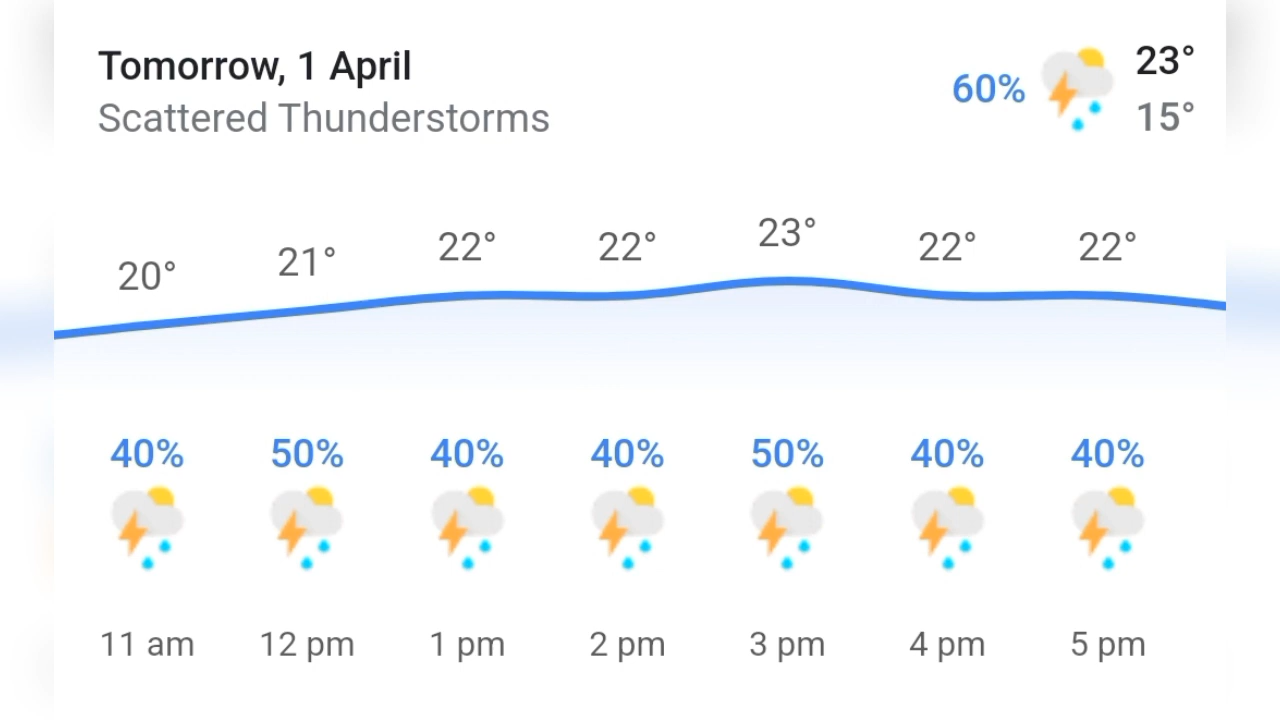 Tomorrow, 1 April
Scattered Thunderstorms
60%
23°
15°
20° 21° 22° 22° 23° 22° 22°
40% 50% 40% 40% 50% 40% 40%
11 am 12 pm 1 pm 2 pm 3 pm 4 pm 5 pm